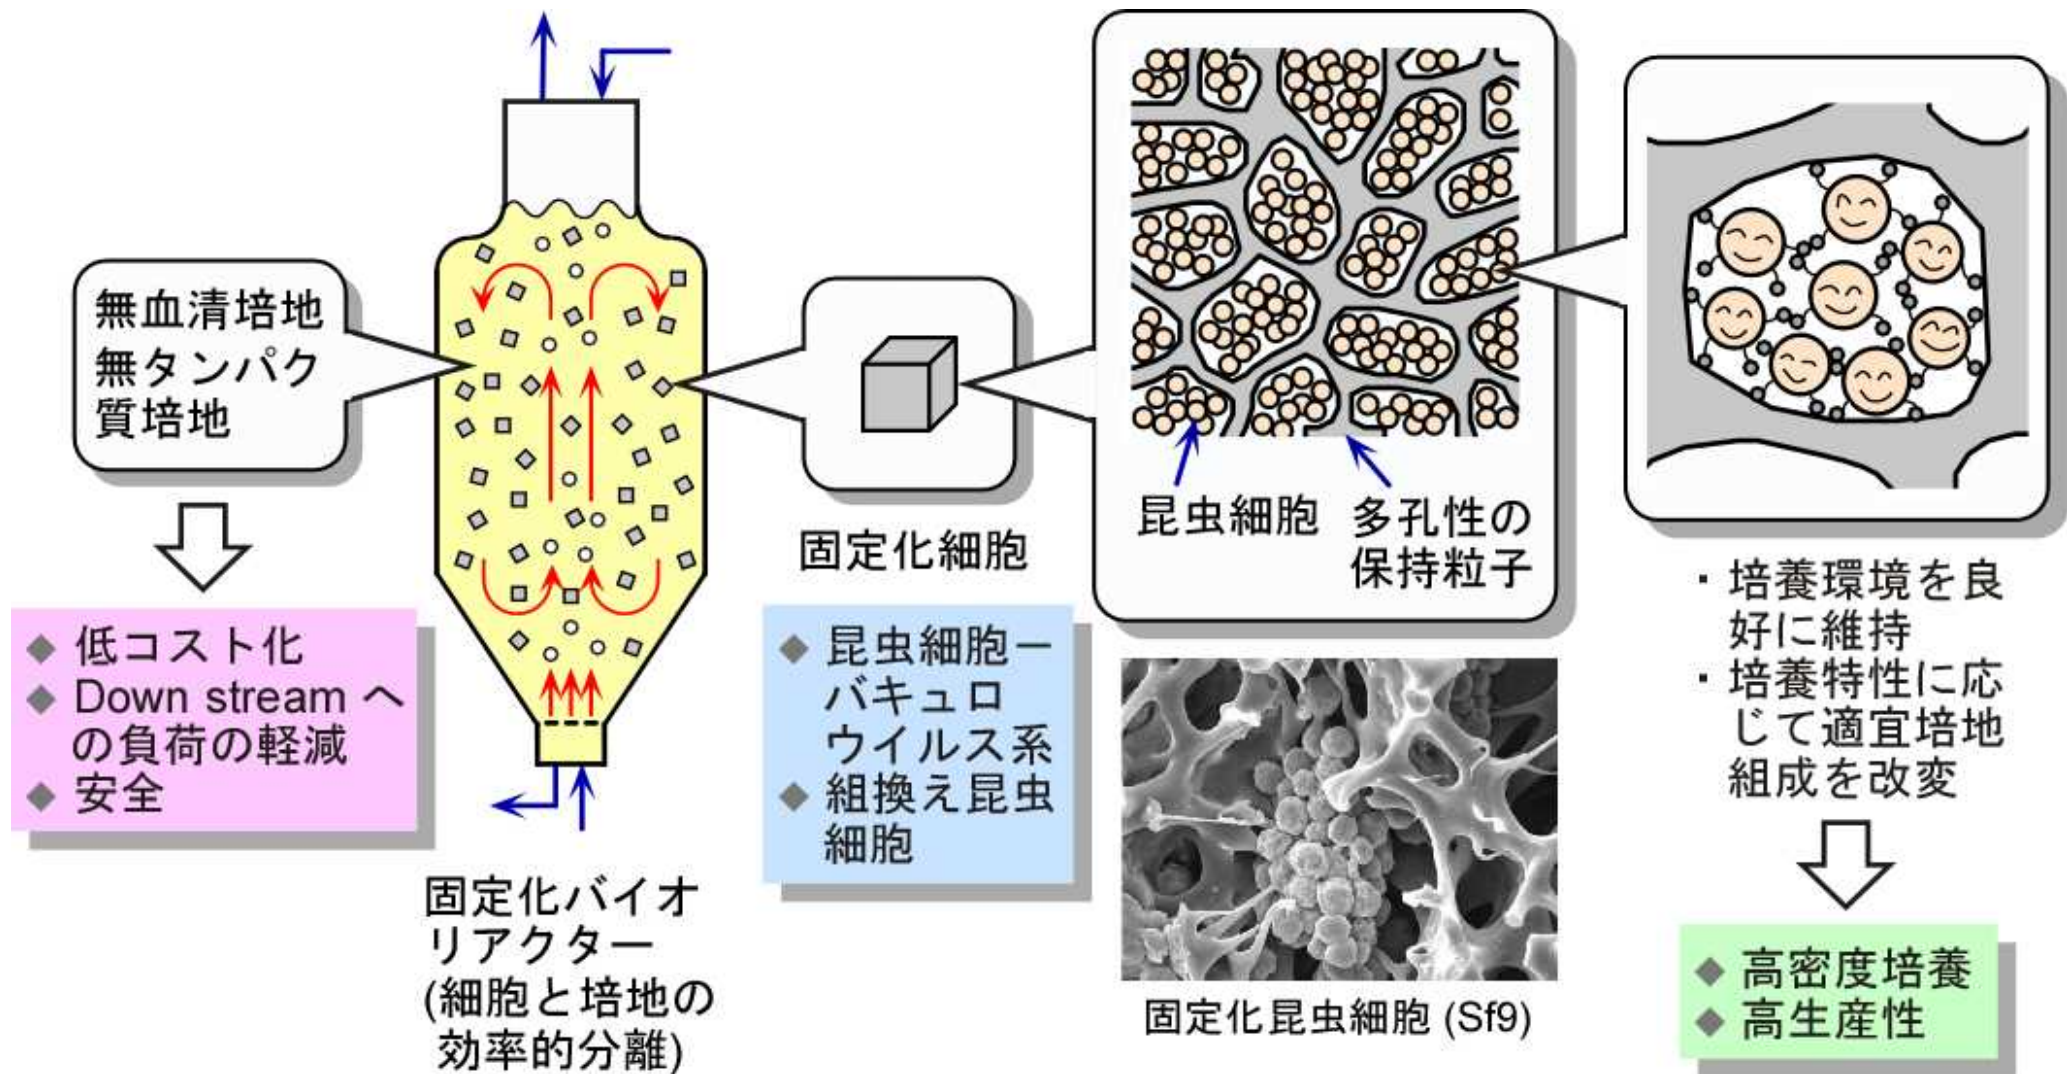 無血清培地
無タンパク
質培地
◆ 低コスト化
◆ Down stream へ
の負荷の軽減
◆ 安全
固定化バイオ
リアクター
(細胞と培地の
効率的分離)
固定化細胞
◆ 昆虫細胞ー
バキュロ
ウイルス系
◆ 組換え昆虫
細胞
昆虫細胞
多孔性の
保持粒子
固定化昆虫細胞 (Sf9)
・培養環境を良
好に維持
・培養特性に応
じて適宜培地
組成を改変
◆ 高密度培養
◆ 高生産性